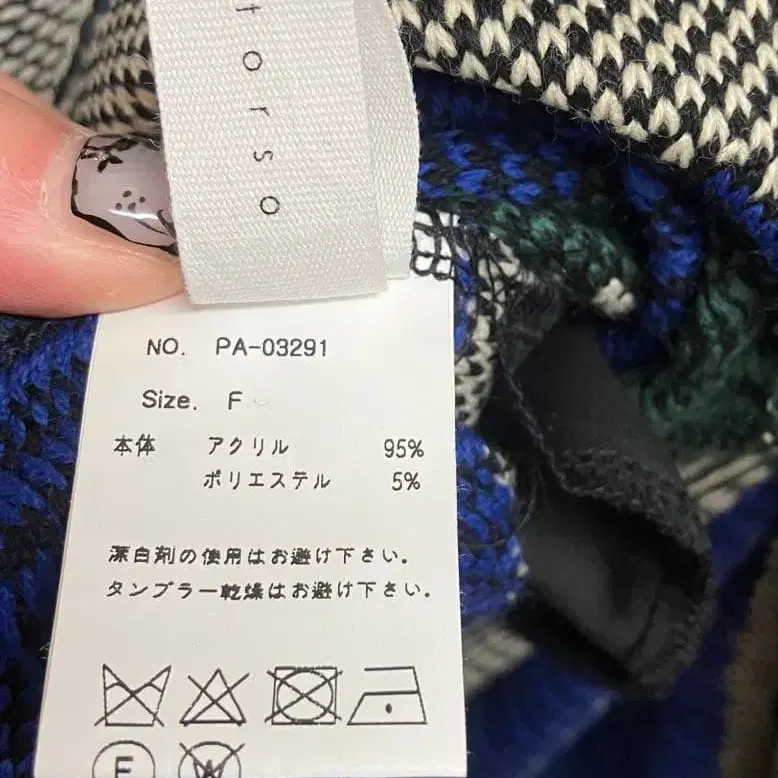 torso
NO. PA-03291
Size. F
本体 アクリル 95%
ポリエステル 5%
漂白剤の使用はお避け下さい。
タンブラー乾燥はお避け下さい。
F W